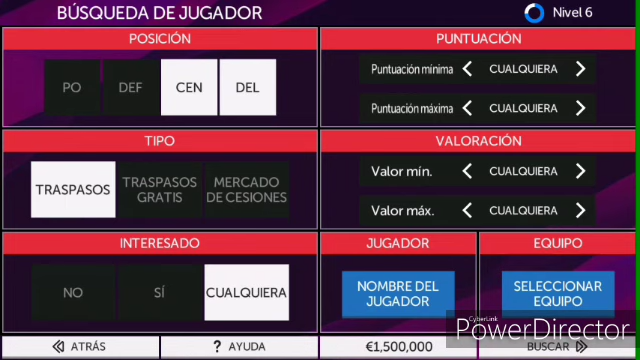 BÚSQUEDA DE JUGADOR
Nivel 6
POSICIÓN
PO
DEF
CEN
DEL
PUNTUACIÓN
Puntuación mínima
CUALQUIERA
Puntuación máxima
CUALQUIERA
TIPO
TRASPASOS
TRASPASOS
GRATIS
MERCADO
DE CESIONES
VALORACIÓN
Valor mín.
CUALQUIERA
Valor máx.
CUALQUIERA
INTERESADO
NO
SÍ
CUALQUIERA
JUGADOR
NOMBRE DEL
JUGADOR
EQUIPO
SELECCIONAR
EQUIPO
CyberLink
PowerDirector
ATRÁS
? AYUDA
€1,500,000
BUSCAR